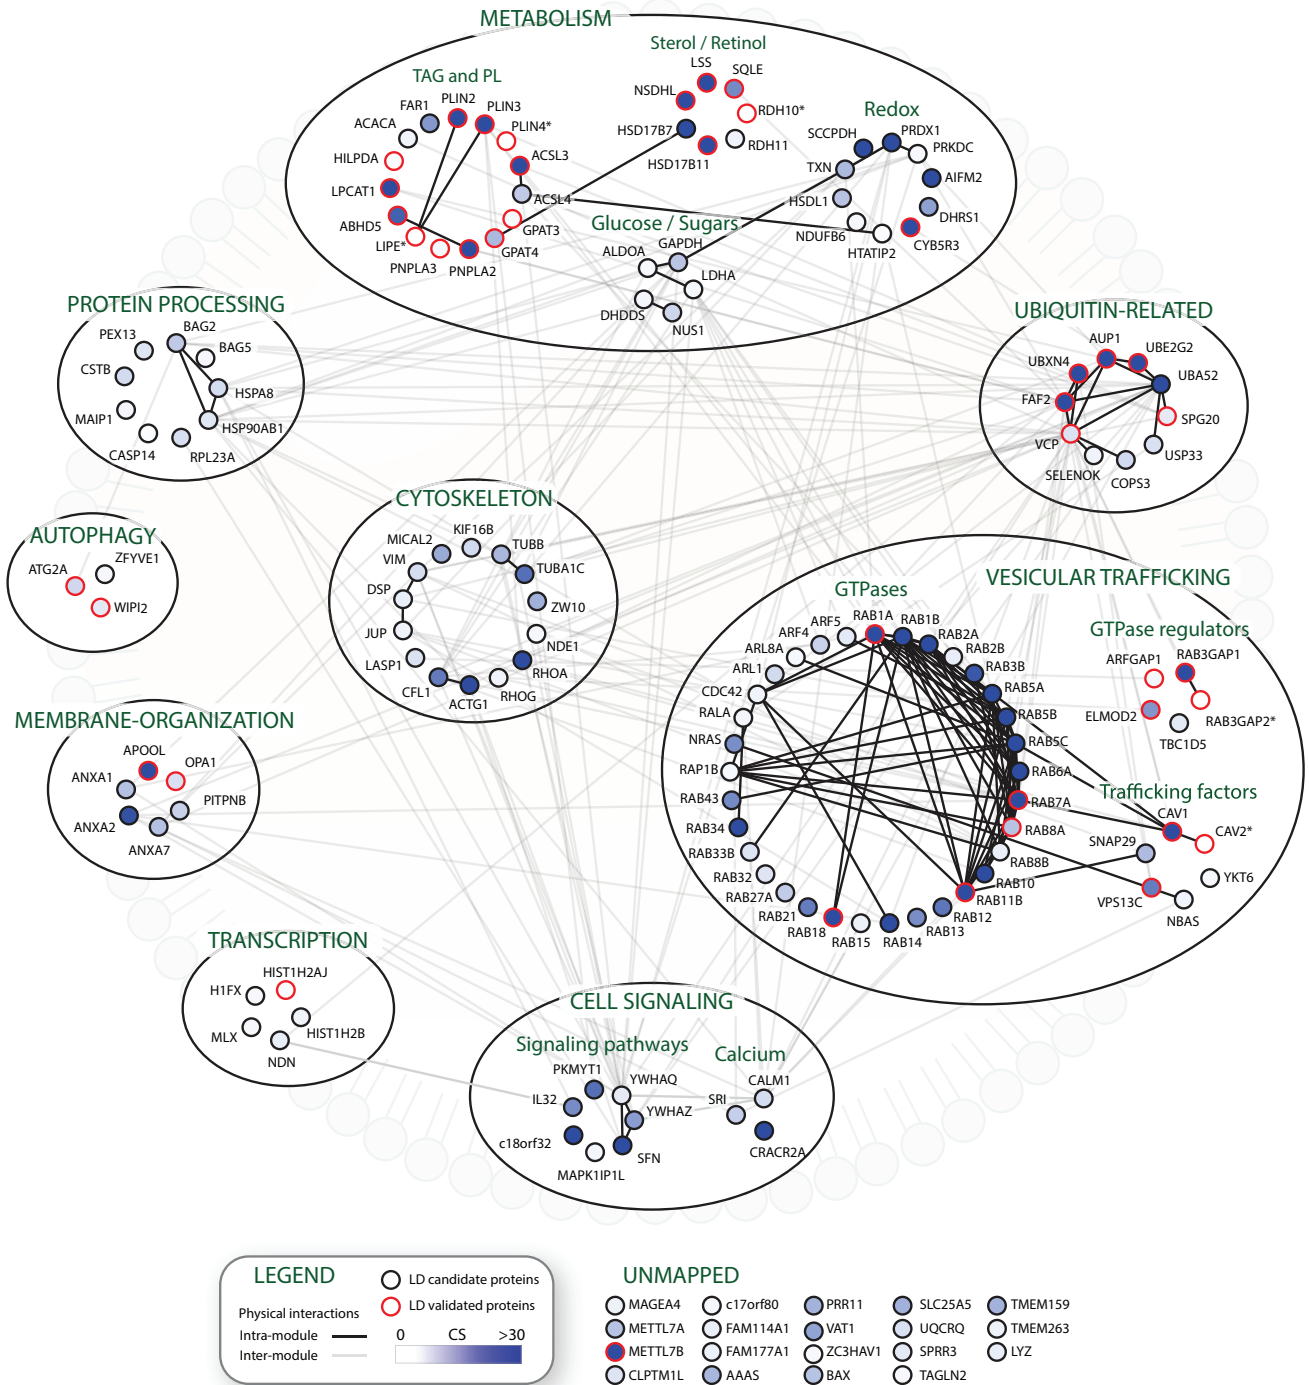 METABOLISM
Sterol / Retinol
LSS
SQLE
NSDHL
RDH10*
HSD17B7
RDH11
HSD17B11
TAG and PL
FAR1
PLIN2
PLIN3
ACACA
PLIN4*
HILPDA
ACSL3
LPCAT1
ACSL4
ABHD5
GPAT3
LIPE*
GPAT4
PNPLA3
PNPLA2
Redox
SCCPDH
PRDX1
PRKDC
TXN
AIFM2
HSDL1
DHRS1
NDUFB6
CYB5R3
HTATIP2
Glucose / Sugars
ALDOA
GAPDH
LDHA
DHDDS
NUS1
PROTEIN PROCESSING
PEX13
BAG2
BAG5
CSTB
HSPA8
MAIP1
HSP90AB1
CASP14
RPL23A
UBIQUITIN-RELATED
AUP1
UBE2G2
UBXN4
UBA52
FAF2
SPG20
VCP
USP33
SELENOK
COPS3
AUTOPHAGY
ZFYVE1
ATG2A
WIPI2
CYTOSKELETON
KIF16B
MICAL2
TUBB
VIM
TUBA1C
DSP
ZW10
JUP
NDE1
LASP1
RHOA
CFL1
RHOG
ACTG1
VESICULAR TRAFFICKING
GTPases
RAB1A
RAB1B
ARF5
RAB2A
ARF4
RAB2B
ARL8A
RAB3B
ARL1
RAB5A
CDC42
RAB5B
RALA
RAB5C
NRAS
RAB6A
RAP1B
RAB7A
RAB43
RAB8A
RAB34
RAB8B
RAB33B
RAB10
RAB32
RAB11B
RAB27A
RAB12
RAB21
RAB13
RAB18
RAB14
RAB15
GTPase regulators
ARFGAP1
RAB3GAP1
ELMOD2
RAB3GAP2*
TBC1D5
Trafficking factors
CAV1
CAV2*
SNAP29
YKT6
VPS13C
NBAS
MEMBRANE-ORGANIZATION
APOOL
OPA1
ANXA1
PITPNB
ANXA2
ANXA7
TRANSCRIPTION
HIST1H2AJ
H1FX
HIST1H2B
MLX
NDN
CELL SIGNALING
Signaling pathways
PKMYT1
YWHAQ
IL32
YWHAZ
c18orf32
SFN
MAPK1IP1L
Calcium
CALM1
SRI
CRACR2A
LEGEND
LD candidate proteins
LD validated proteins
Physical interactions
Intra-module
Inter-module
0 CS >30
UNMAPPED
MAGEA4 c17orf80 PRR11 SLC25A5 TMEM159
METTL7A FAM114A1 VAT1 UQCRQ TMEM263
METTL7B FAM177A1 ZC3HAV1 SPRR3 LYZ
CLPTM1L AAAS BAX TAGLN2